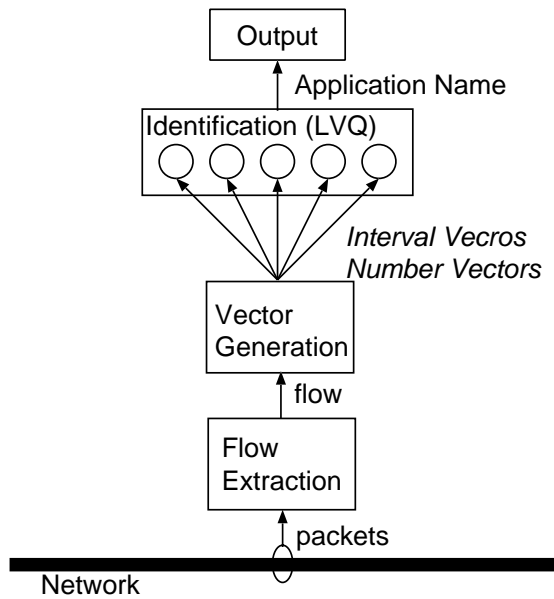 Output
Application Name
Identification (LVQ)
Interval Vecros
Number Vectors
Vector
Generation
flow
Flow
Extraction
packets
Network